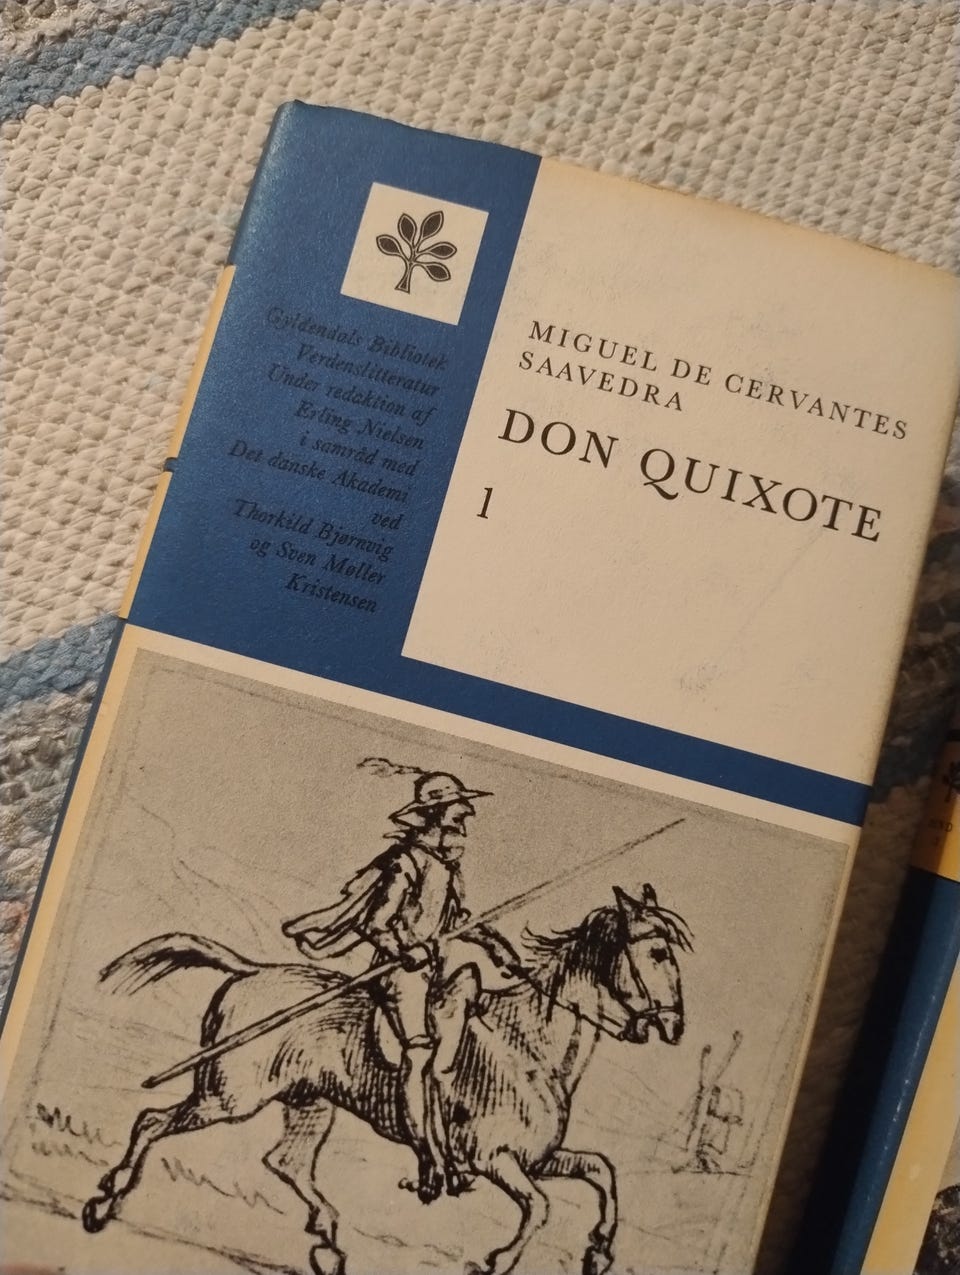 Gyldendals Bibliotek
Verdenslitteratur
Under redaktion af
Erling Nielsen
i samråd med
Det danske Akademi
ved
Thorkild Bjørnvig
og Sven Møller
Kristensen
MIGUEL DE CERVANTES
SAAVEDRA
DON QUIXOTE
1